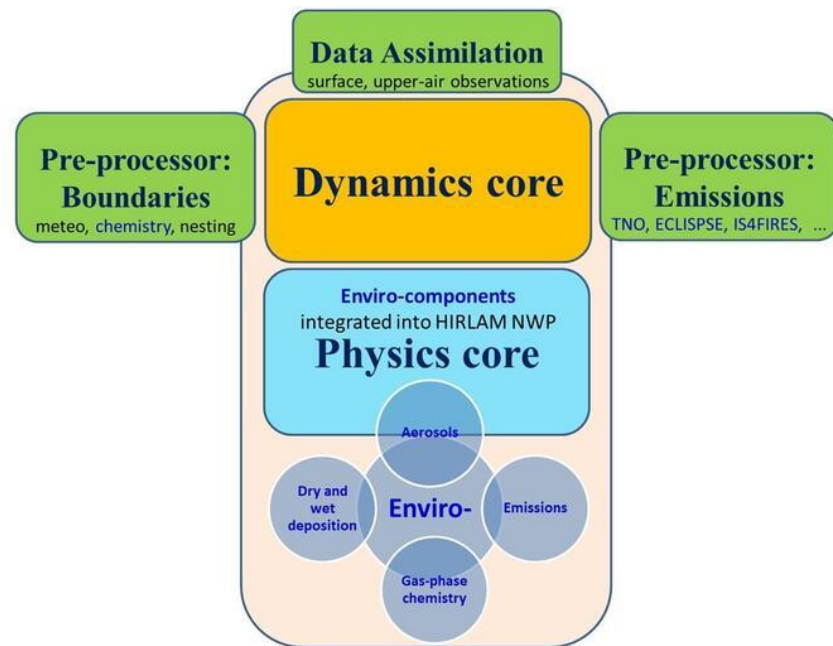 Data Assimilation
surface, upper-air observations
Pre-processor:
Boundaries
meteo, chemistry, nesting
Dynamics core
Pre-processor:
Emissions
TNO, ECLISPSE, IS4FIRES, ...
Enviro-components
integrated into HIRLAM NWP
Physics core
Aerosols
Dry and
wet
deposition
Enviro-
Emissions
Gas-phase
chemistry